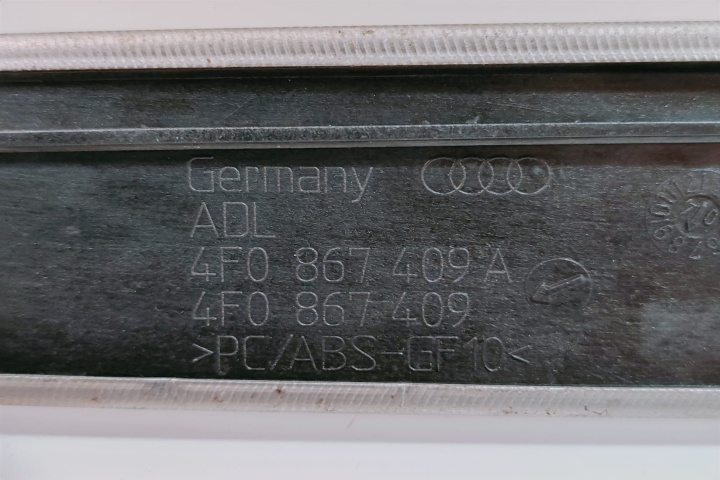 Germany
ADL
4F0 867 409 A
4F0 867 409
>PC/ABS-GF10<